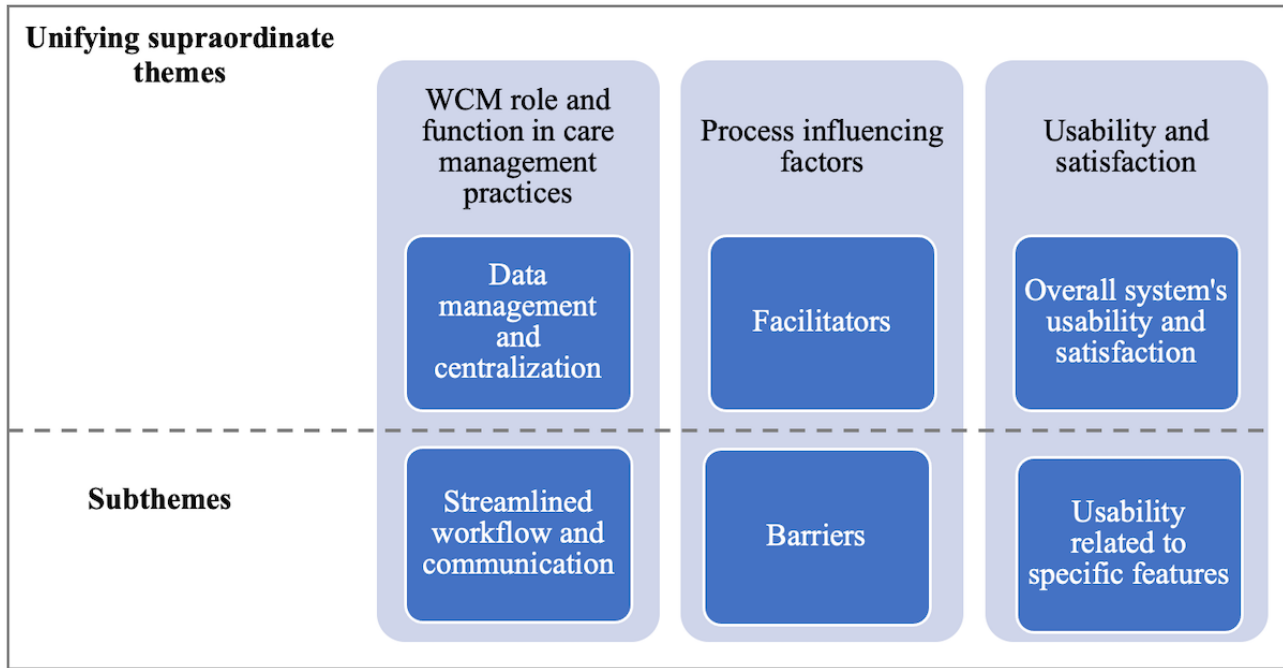 Unifying supraordinate
themes
WCM role and
function in care
management
practices
Process influencing
factors
Usability and
satisfaction
Data
management
and
centralization
Facilitators
Overall system's
usability and
satisfaction
Subthemes
Streamlined
workflow and
communication
Barriers
Usability
related to
specific features